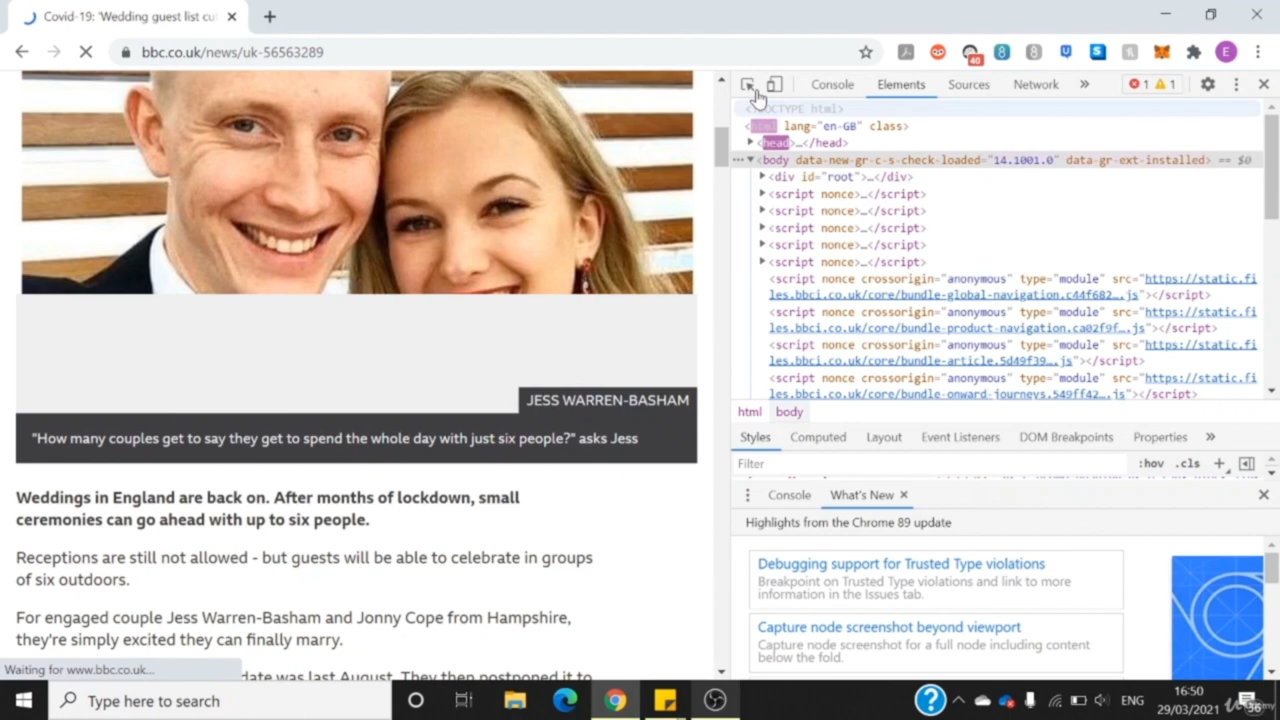 Covid-19: 'Wedding guest list cu
bbc.co.uk/news/uk-56563289
40
E
Console Elements Sources Network » 1 1
<!DOCTYPE html>
<html lang="en-GB" class>
<head>…</head>
<body data-new-gr-c-s-check-loaded="14.1001.0" data-gr-ext-installed> == $0
<div id="root">…</div>
<script nonce>…</script>
<script nonce>…</script>
<script nonce>…</script>
<script nonce>…</script>
<script nonce>…</script>
<script nonce crossorigin="anonymous" type="module" src="https://static.fi
les.bbci.co.uk/core/bundle-global-navigation.c44f682….js"></script>
<script nonce crossorigin="anonymous" type="module" src="https://static.fi
les.bbci.co.uk/core/bundle-product-navigation.ca02f9f….js"></script>
<script nonce crossorigin="anonymous" type="module" src="https://static.fi
les.bbci.co.uk/core/bundle-article.5d49f39….js"></script>
<script nonce crossorigin="anonymous" type="module" src="https://static.fi
les.bbci.co.uk/core/bundle-onward-journeys.549ff42….js"></script>
html body
Styles Computed Layout Event Listeners DOM Breakpoints Properties »
Filter :hov .cls +
Console What's New
Highlights from the Chrome 89 update
Debugging support for Trusted Type violations
Breakpoint on Trusted Type violations and link to more
information in the Issues tab.
Capture node screenshot beyond viewport
Capture node screenshot for a full node including content
below the fold.
JESS WARREN-BASHAM
"How many couples get to say they get to spend the whole day with just six people?" asks Jess
Weddings in England are back on. After months of lockdown, small
ceremonies can go ahead with up to six people.
Receptions are still not allowed - but guests will be able to celebrate in groups
of six outdoors.
For engaged couple Jess Warren-Basham and Jonny Cope from Hampshire,
they're simply excited they can finally marry.
date was last August. They then postponed it to
Waiting for www.bbc.co.uk...
Type here to search
ENG
16:50
29/03/2021
36